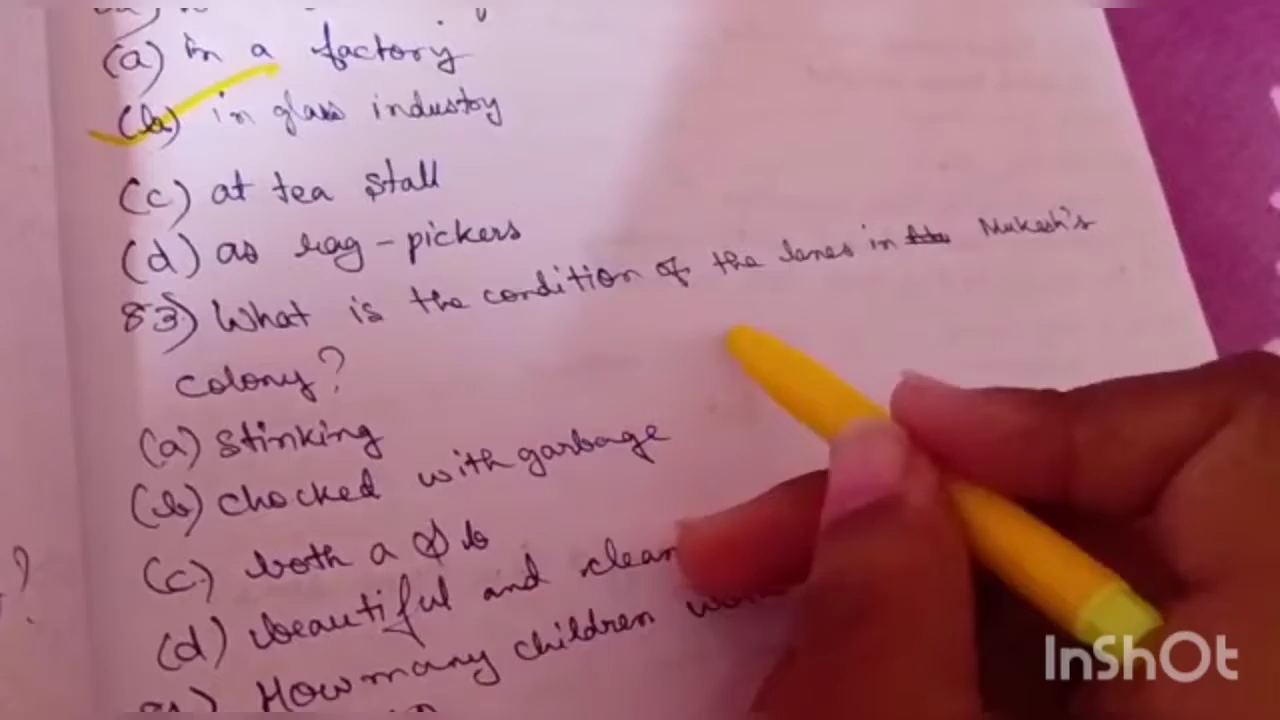 (a) in a factory
(b) in glass industry
(c) at tea stall
(d) as rag-pickers
83) What is the condition of the lanes in Mukesh's
colony?
(a) stinking
(b) chocked with garbage
(c) both a & b
(d) beautiful and clean
How many children
?
InShOt